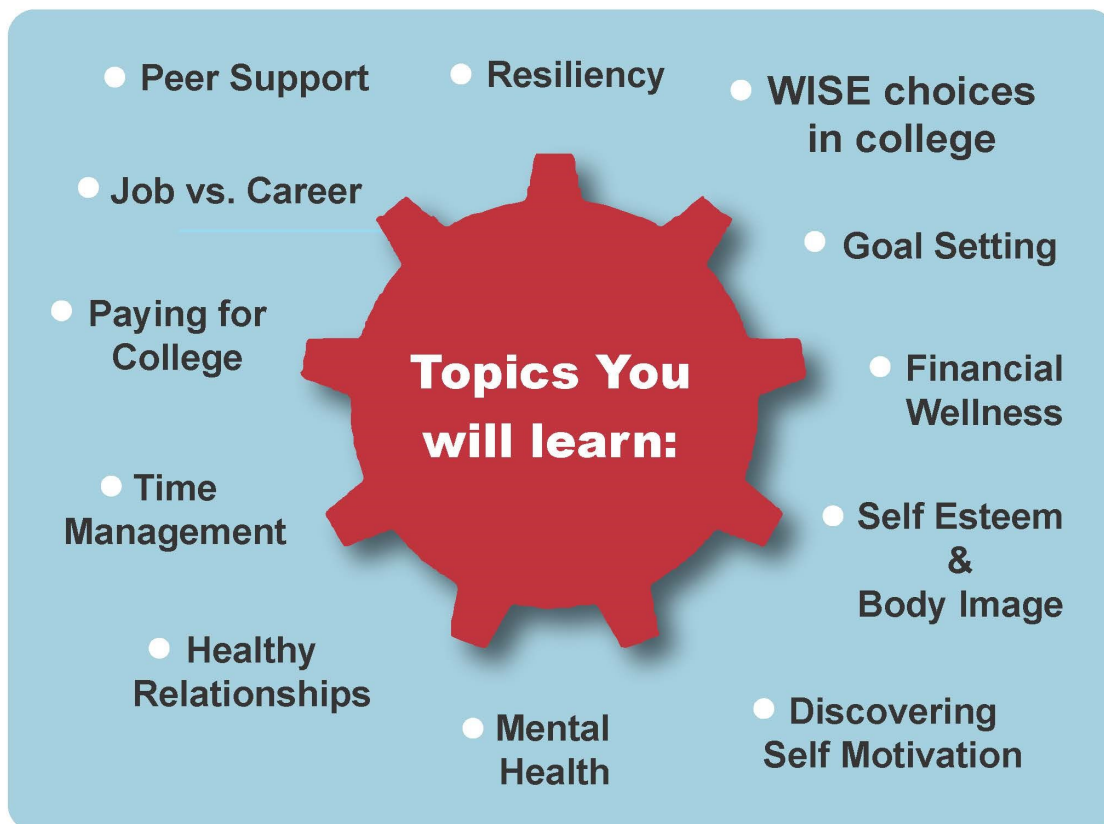 Peer Support
Resiliency
WISE choices
in college
Job vs. Career
Goal Setting
Paying for
College
Topics You
will learn:
Financial
Wellness
Time
Management
Self Esteem
&
Body Image
Healthy
Relationships
Mental
Health
Discovering
Self Motivation